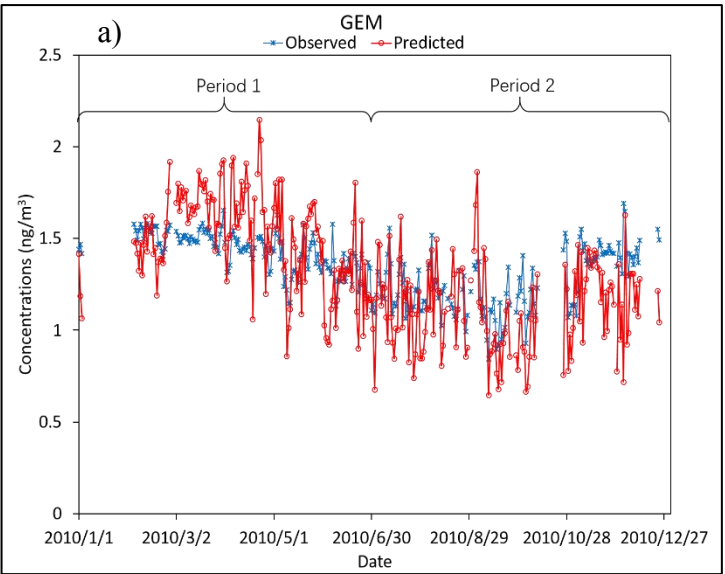 a)
GEM
Observed Predicted
Period 1 Period 2
2.5
2
1.5
1
0.5
0
Concentrations (ng/m³)
2010/1/1 2010/3/2 2010/5/1 2010/6/30 2010/8/29 2010/10/28 2010/12/27
Date